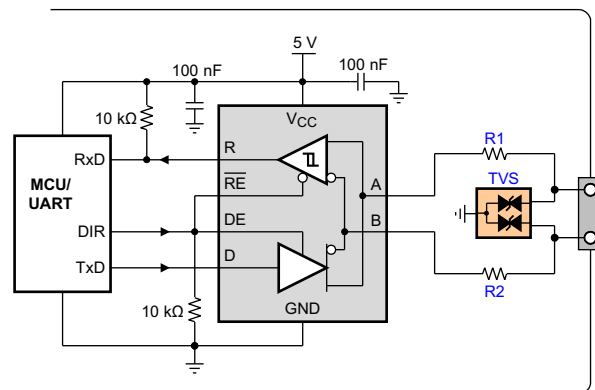 5 V
100 nF
100 nF
10 kΩ
VCC
R
RxD
RE
A
R1
TVS
MCU/
UART
DIR
DE
B
TxD
D
10 kΩ
GND
R2